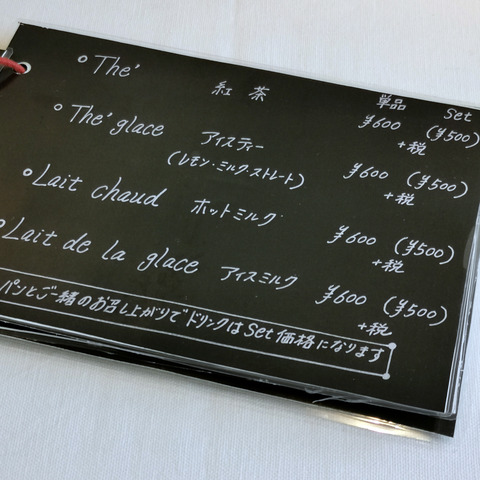 単品 Set
°The' 紅茶 ¥600 (¥500)
+税
°The' glace アイスティー ¥600 (¥500)
(レモン・ミルク・ストレート) +税
°Lait chaud ホットミルク ¥600 (¥500)
+税
°Lait de la glace アイスミルク ¥600 (¥500)
+税
パンとご一緒のお召し上がりでドリンクはSet価格になります